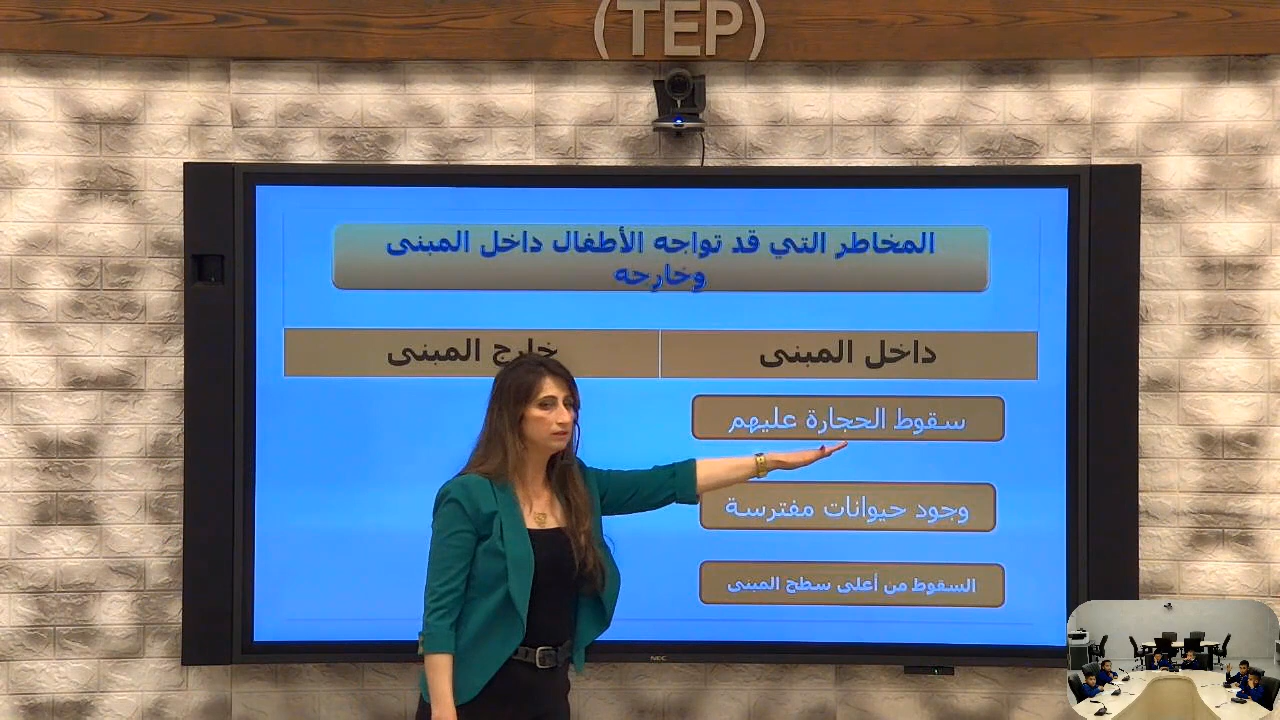 (TEP)
المخاطر التي قد تواجه الأطفال داخل المبنى
وخارجه
داخل المبنى
خارج المبنى
سقوط الحجارة عليهم
وجود حيوانات مفترسة
السقوط من أعلى سطح المبنى
NEC